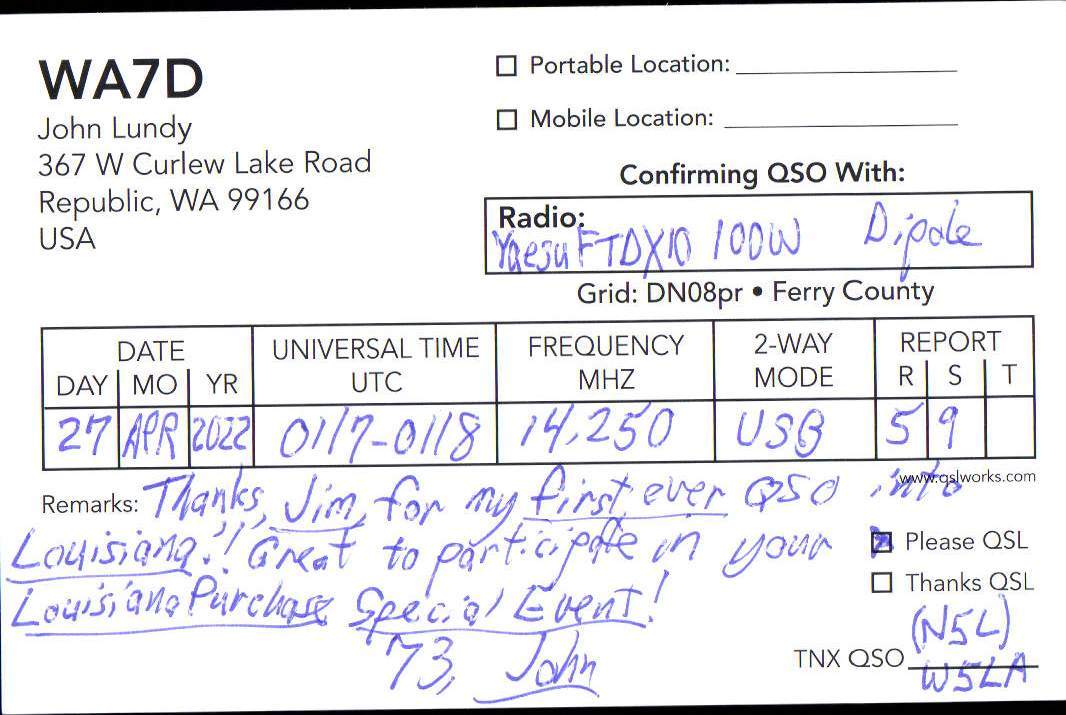 WA7D
John Lundy
367 W Curlew Lake Road
Republic, WA 99166
USA
Portable Location:
Mobile Location:
Confirming QSO With:
Radio:
Yaesu FTDX10 100W Dipole
Grid: DN08pr • Ferry County
DATE UNIVERSAL TIME FREQUENCY 2-WAY REPORT
DAY MO YR UTC MHZ MODE R S T
27 APR 2022 0117-0118 14,250 USB 5 9
www.qslworks.com
Remarks: Thanks, Jim, for my first ever QSO into
Louisiana!! Great to participate in your
Louisiana Purchase Special Event!
73, John
Please QSL
Thanks QSL
(N5L)
TNX QSO W5LA